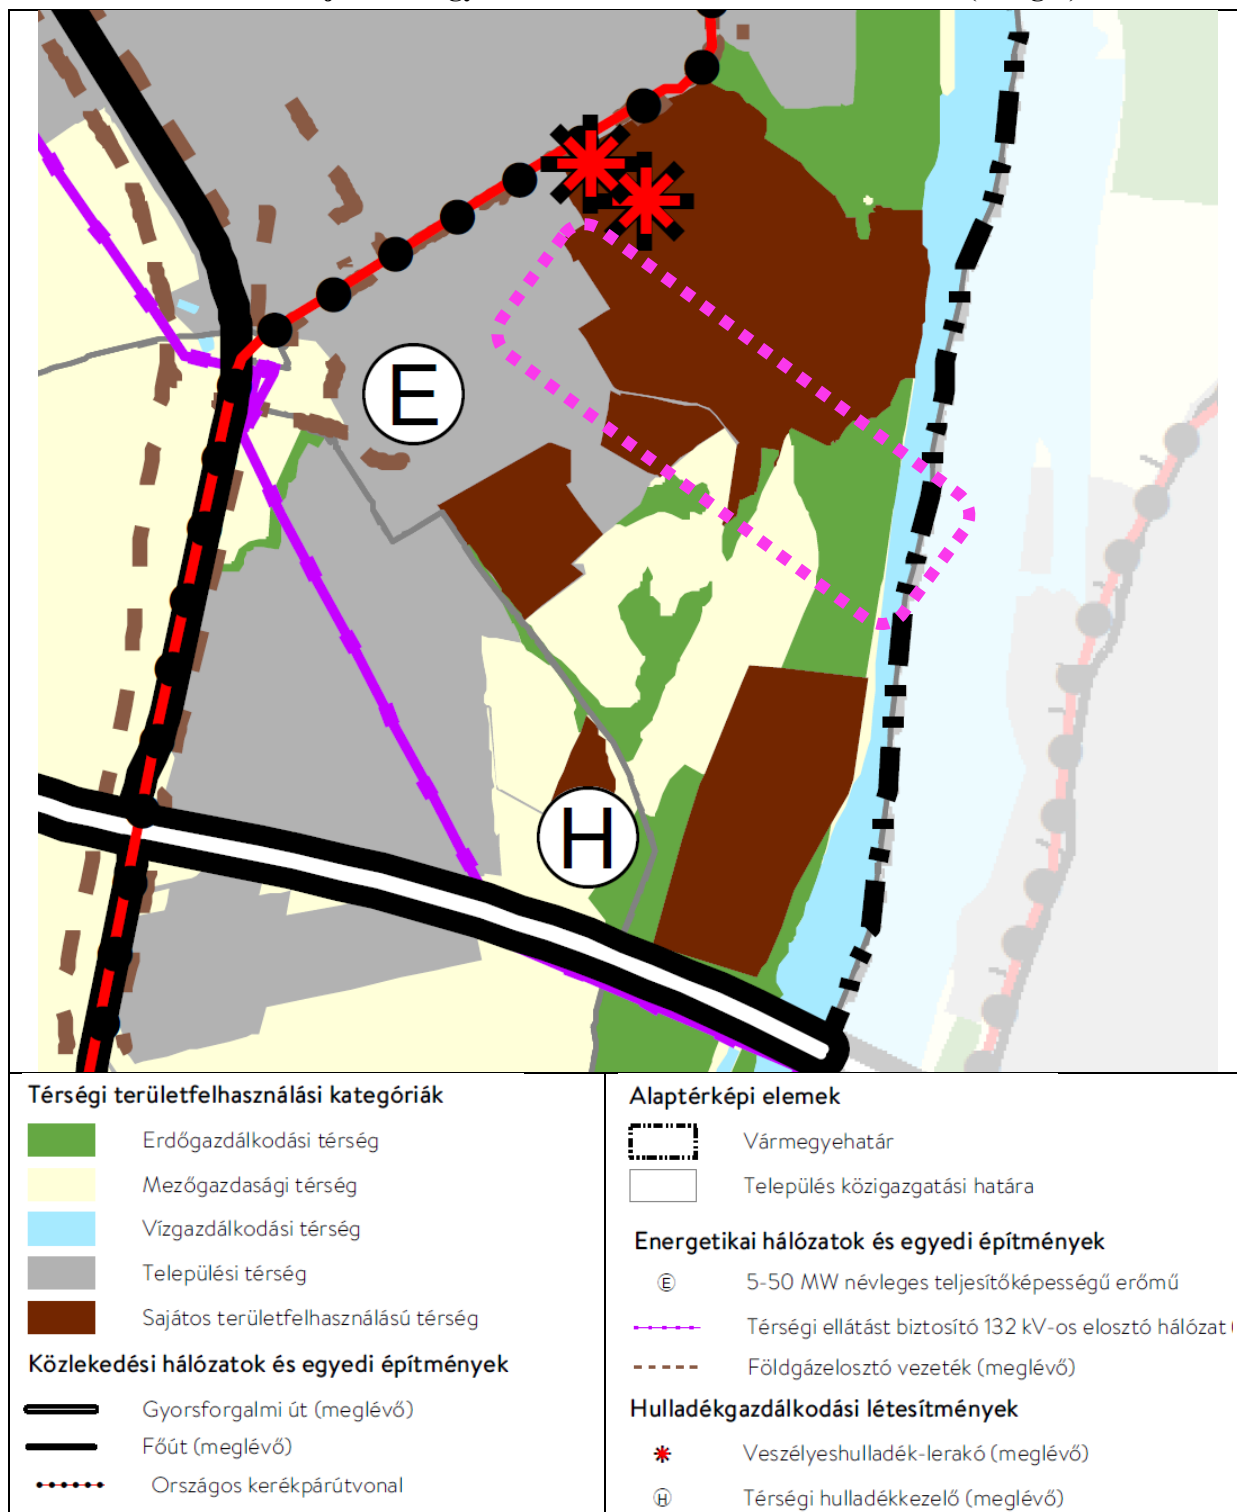 E
H
Térségi területfelhasználási kategóriák
Erdőgazdálkodási térség
Mezőgazdasági térség
Vízgazdálkodási térség
Települési térség
Sajátos területfelhasználású térség
Közlekedési hálózatok és egyedi építmények
Gyorsforgalmi út (meglévő)
Főút (meglévő)
Országos kerékpárútvonal
Alaptérképi elemek
Vármegyehatár
Település közigazgatási határa
Energetikai hálózatok és egyedi építmények
E 5-50 MW névleges teljesítőképességű erőmű
Térségi ellátást biztosító 132 kV-os elosztó hálózat
Földgázelosztó vezeték (meglévő)
Hulladékgazdálkodási létesítmények
Veszélyeshulladék-lerakó (meglévő)
H Térségi hulladékkezelő (meglévő)